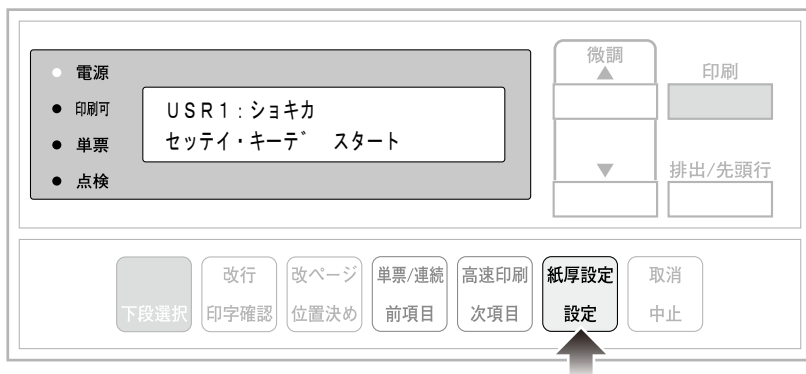 電源
印刷可
単票
点検
ＵＳＲ１：ショキカ
セッテイ・キーデ　スタート
微調
▲
▼
印刷
排出/先頭行
下段選択
改行
印字確認
改ページ
位置決め
単票/連続
前項目
高速印刷
次項目
紙厚設定
設定
取消
中止